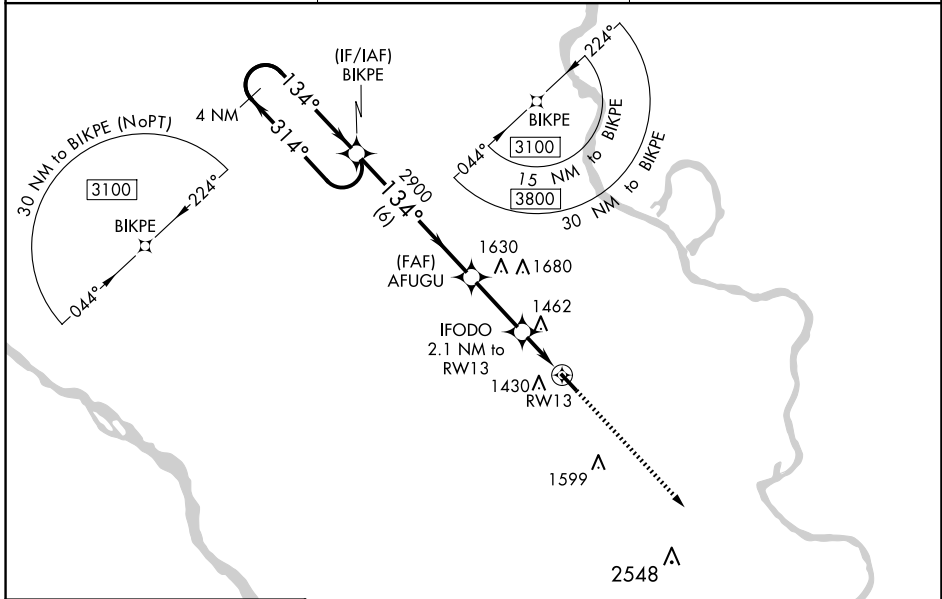 (IF/IAF)
BIKPE
4 NM
134°
314°
30 NM to BIKPE (NoPT)
3100
BIKPE
224°
044°
224°
BIKPE
044°
3100
15 NM to BIKPE
3800
30 NM to BIKPE
2900
134°
(6)
(FAF)
AFUGU
1630
1680
1462
IFODO
2.1 NM to
RW13
1430
RW13
1599
2548